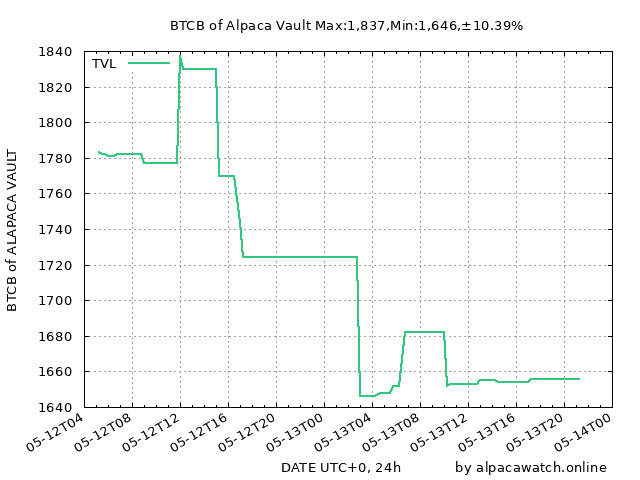 BTCB of Alpaca Vault Max:1,837,Min:1,646,±10.39%
TVL
BTCB of ALAPACA VAULT
1840
1820
1800
1780
1760
1740
1720
1700
1680
1660
1640
05-12T04
05-12T08
05-12T12
05-12T16
05-12T20
05-13T00
05-13T04
05-13T08
05-13T12
05-13T16
05-13T20
05-14T00
DATE UTC+0, 24h
by alpacawatch.online